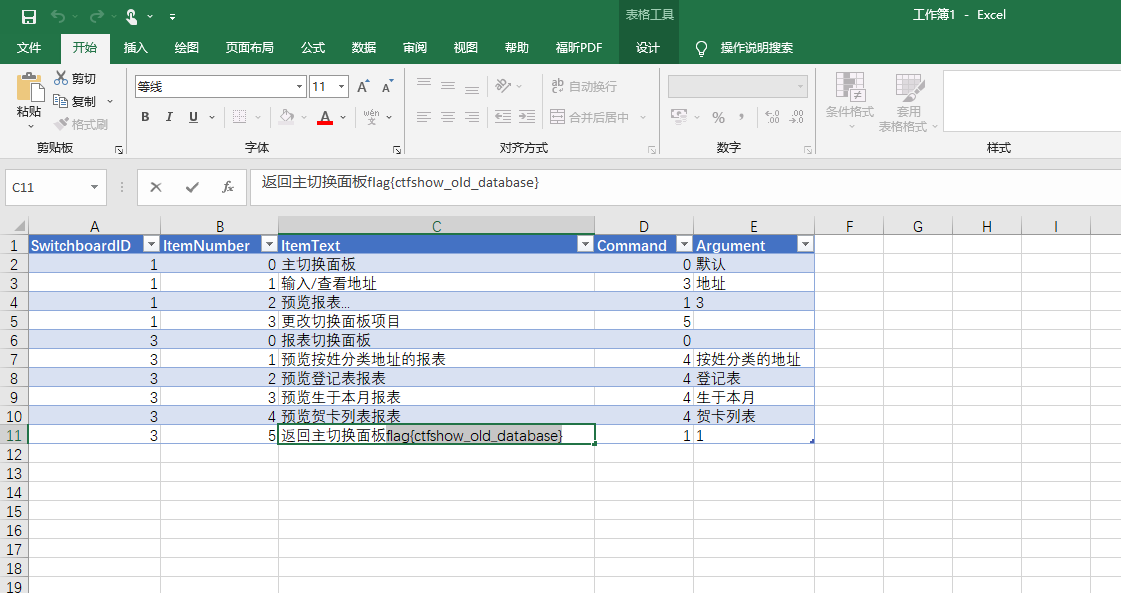 表格工具
工作簿1 - Excel
文件 开始 插入 绘图 页面布局 公式 数据 审阅 视图 帮助 福昕PDF 设计 操作说明搜索
粘贴
剪切
复制
格式刷
剪贴板
等线 11 A A
B I U A wén 文
字体
ab 自动换行
合并后居中
对齐方式
% , .00 .00
数字
条件格式
套用
表格格式
样式
C11 fx 返回主切换面板flag{ctfshow_old_database}
A B C D E F G H I
1 SwitchboardID ItemNumber ItemText Command Argument
2 1 0 主切换面板 0 默认
3 1 1 输入/查看地址 3 地址
4 1 2 预览报表... 1 3
5 1 3 更改切换面板项目 5
6 3 0 报表切换面板 0
7 3 1 预览按姓分类地址的报表 4 按姓分类的地址
8 3 2 预览登记表报表 4 登记表
9 3 3 预览生于本月报表 4 生于本月
10 3 4 预览贺卡列表报表 4 贺卡列表
11 3 5 返回主切换面板flag{ctfshow_old_database} 1 1
12
13
14
15
16
17
18
19